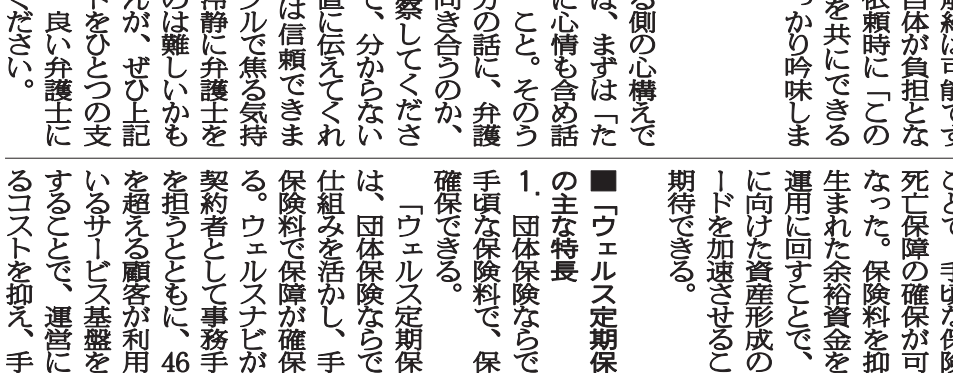 解約は可能です
自体が負担とな
依頼時に「この
を共にできる
っかり吟味しま
る側の心構えで
は、まずは「た
に心情も含め話
こと。そのう
分の話に、弁護
向き合うのか、
察してくださ
て、分からない
直に伝えてくれ
は信頼できま
ブルで焦る気持
冷静に弁護士を
のは難しいかも
んが、ぜひ上記
トをひとつの支
良い弁護士に
ください。
ことで、手頃な保険
死亡保障の確保が可
なった。保険料を抑
生まれた余裕資金を
運用に回すことで、
に向けた資産形成の
ードを加速させるこ
期待できる。
■「ウェルス定期保
の主な特長
1. 団体保険ならで
手頃な保険料で、保
確保できる。
「ウェルス定期保
は、団体保険ならで
仕組みを活かし、手
保険料で保障が確保
る。ウェルスナビが
契約者として事務手
を担うとともに、46
を超える顧客が利用
いるサービス基盤を
することで、運営に
るコストを抑え、手